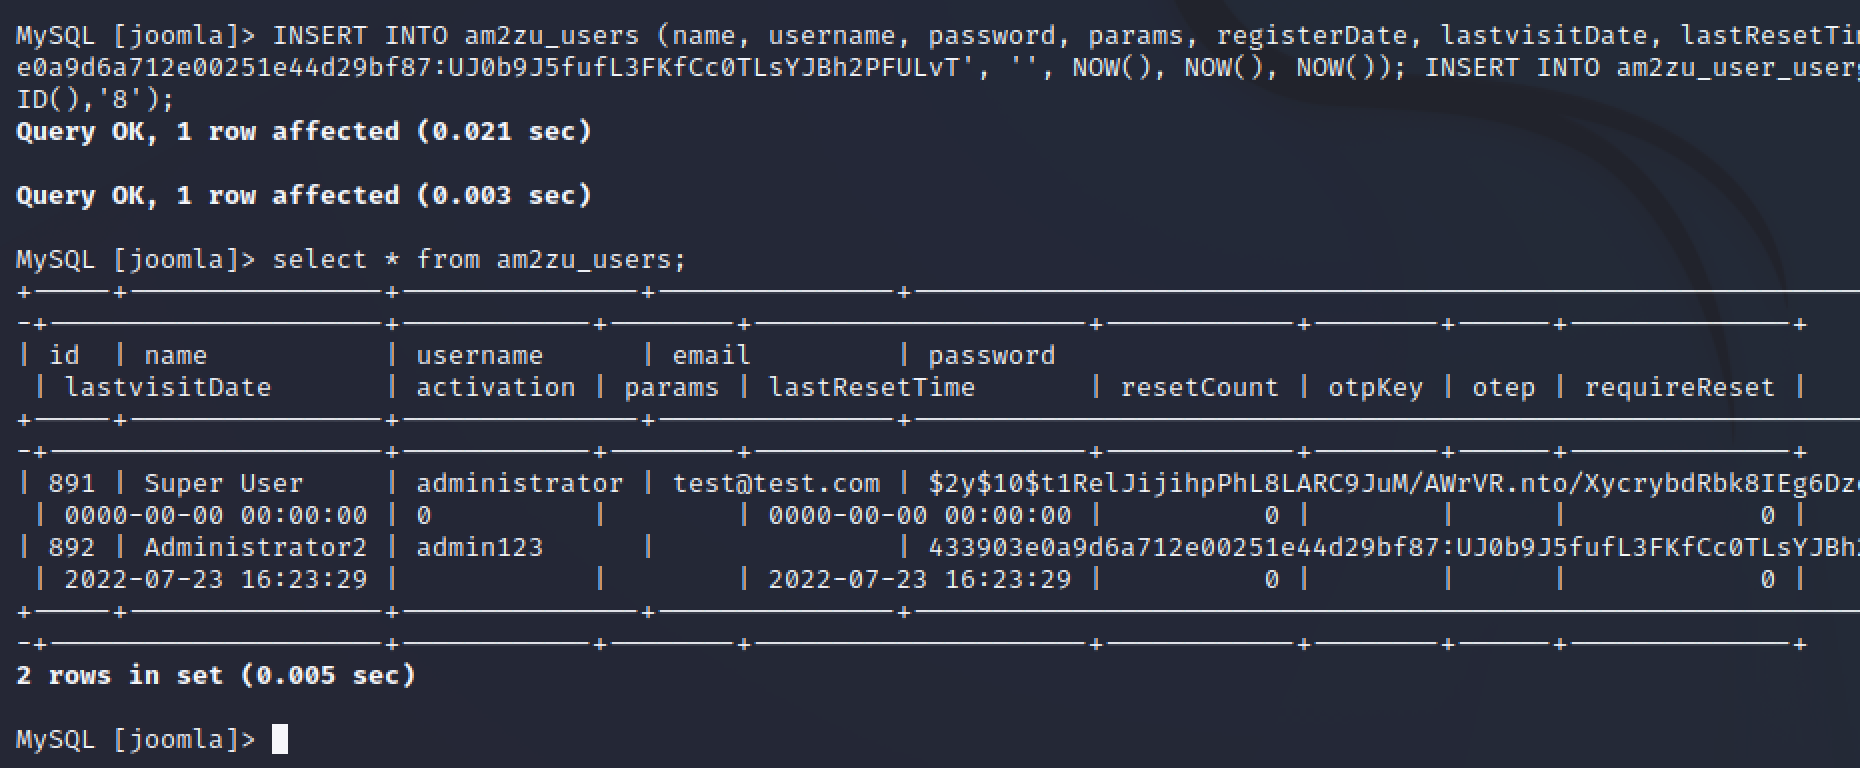 MySQL [joomla]> INSERT INTO am2zu_users (name, username, password, params, registerDate, lastvisitDate, lastResetTi
e0a9d6a712e00251e44d29bf87:UJ0b9J5fufL3FKfCc0TLsYJBh2PFULvT', '', NOW(), NOW(), NOW()); INSERT INTO am2zu_user_user
ID(),'8');
Query OK, 1 row affected (0.021 sec)
Query OK, 1 row affected (0.003 sec)
MySQL [joomla]> select * from am2zu_users;
| id | name | username | email | password
| lastvisitDate | activation | params | lastResetTime | resetCount | otpKey | otep | requireReset |
| 891 | Super User | administrator | test@test.com | $2y$10$t1RelJijihpPhL8LARC9JuM/AWrVR.nto/XycrybdRbk8IEg6Dz
| 0000-00-00 00:00:00 | 0 | | 0000-00-00 00:00:00 | 0 | | | 0 |
| 892 | Administrator2 | admin123 | | 433903e0a9d6a712e00251e44d29bf87:UJ0b9J5fufL3FKfCc0TLsYJBh
| 2022-07-23 16:23:29 | | | 2022-07-23 16:23:29 | 0 | | | 0 |
2 rows in set (0.005 sec)
MySQL [joomla]>